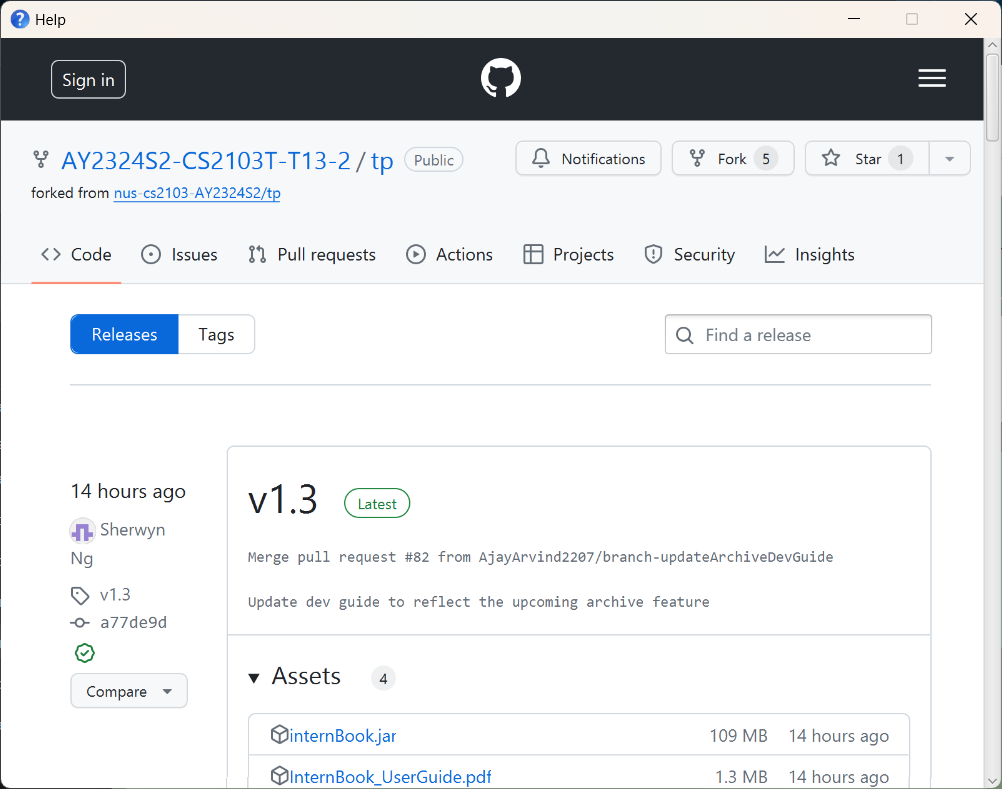 Help
Sign in
AY2324S2-CS2103T-T13-2 / tp Public Notifications Fork 5 Star 1
forked from nus-cs2103-AY2324S2/tp
Code Issues Pull requests Actions Projects Security Insights
Releases Tags Find a release
14 hours ago
Sherwyn
Ng
v1.3
a77de9d
Compare
v1.3 Latest
Merge pull request #82 from AjayArvind2207/branch-updateArchiveDevGuide
Update dev guide to reflect the upcoming archive feature
Assets 4
internBook.jar 109 MB 14 hours ago
InternBook_UserGuide.pdf 1.3 MB 14 hours ago